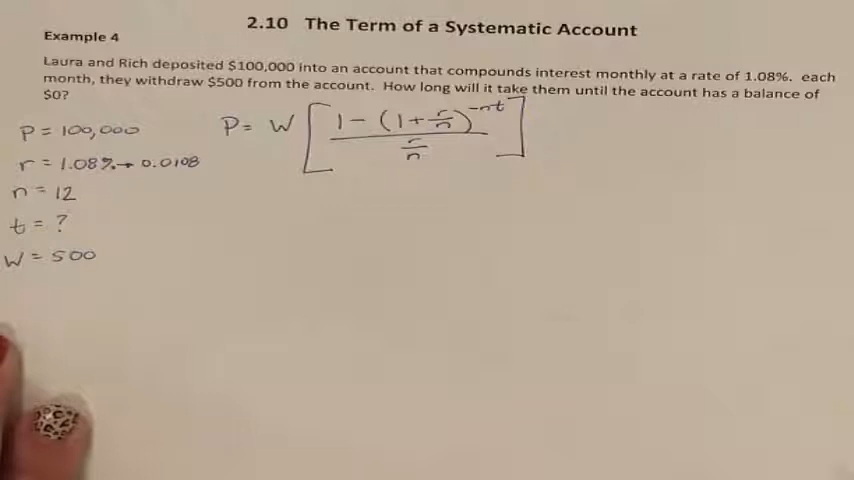 2.10 The Term of a Systematic Account
Example 4
Laura and Rich deposited $100,000 into an account that compounds interest monthly at a rate of 1.08%. each
month, they withdraw $500 from the account. How long will it take them until the account has a balance of
$0?
P = 100,000
P = W [ 1 - (1 + r/n)^-nt / r/n ]
r = 1.08% → 0.0108
n = 12
t = ?
W = 500